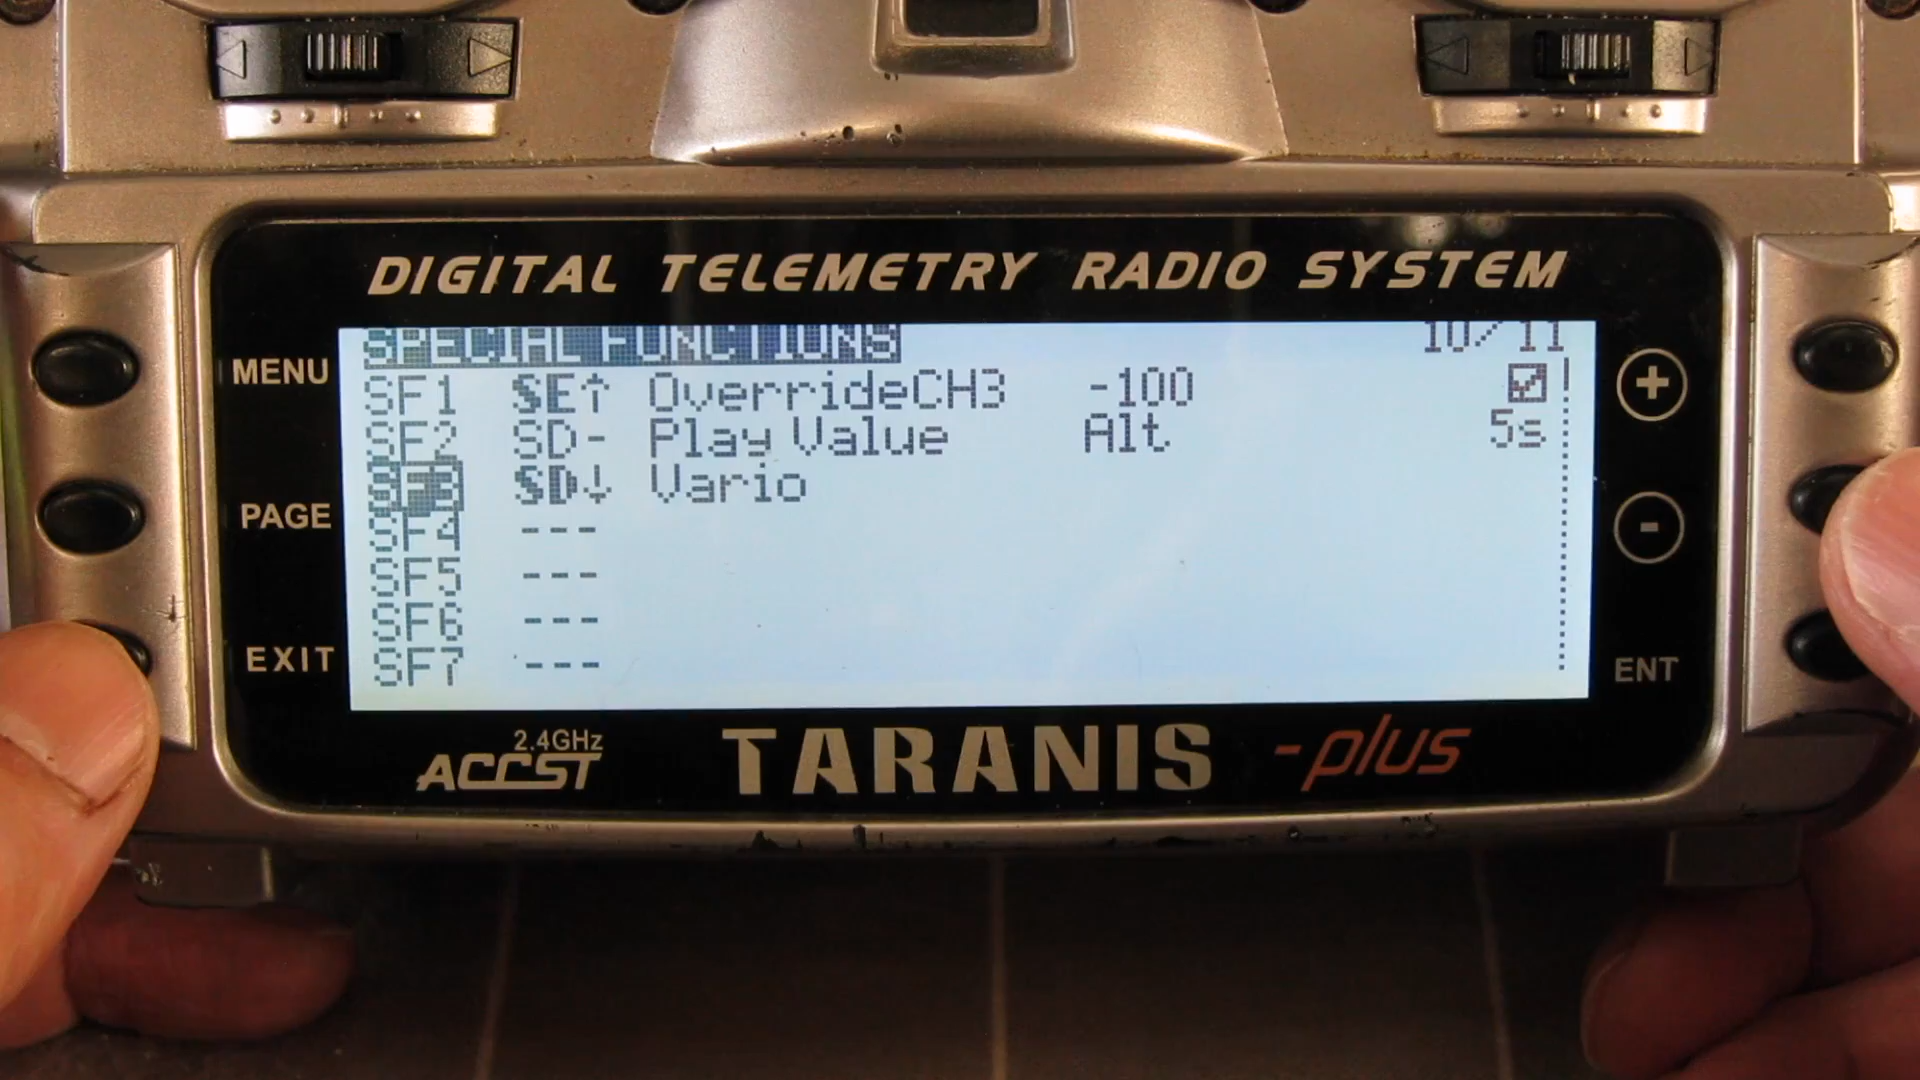 DIGITAL TELEMETRY RADIO SYSTEM
SPECIAL FUNCTIONS 10/11
SF1 SE↑ OverrideCH3 -100
SF2 SD- Play Value Alt 5s
SF3 SD↓ Vario
SF4 ---
SF5 ---
SF6 ---
SF7 ---
MENU
PAGE
EXIT
+
-
ENT
2.4GHz
ACCST
TARANIS -plus